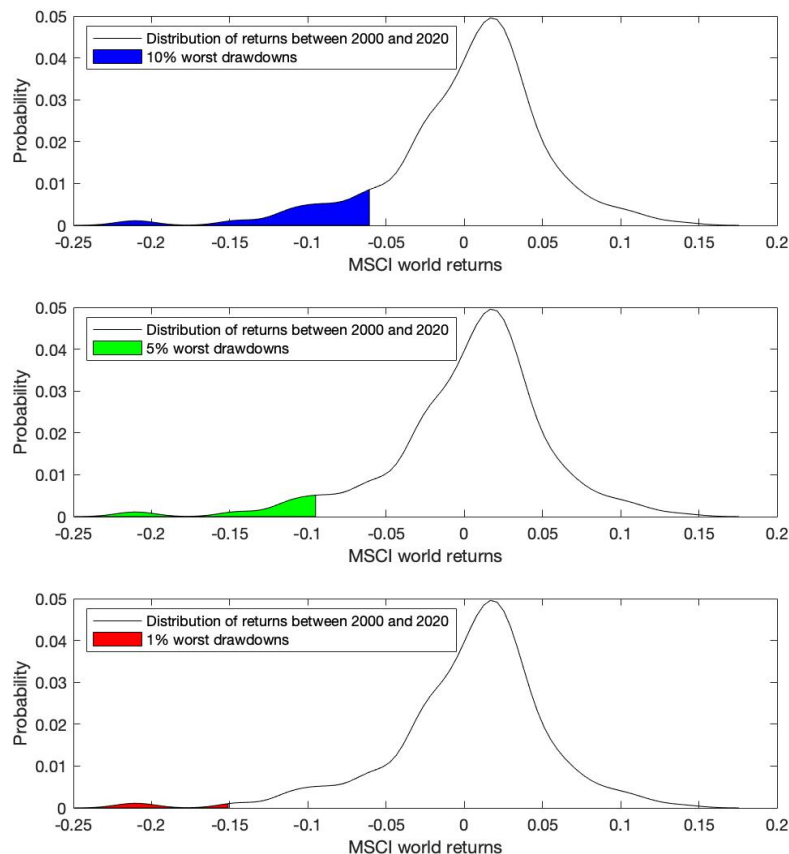 0.05
0.04
0.03
0.02
0.01
0
Probability
Distribution of returns between 2000 and 2020
10% worst drawdowns
-0.25 -0.2 -0.15 -0.1 -0.05 0 0.05 0.1 0.15 0.2
MSCI world returns
0.05
0.04
0.03
0.02
0.01
0
Probability
Distribution of returns between 2000 and 2020
5% worst drawdowns
-0.25 -0.2 -0.15 -0.1 -0.05 0 0.05 0.1 0.15 0.2
MSCI world returns
0.05
0.04
0.03
0.02
0.01
0
Probability
Distribution of returns between 2000 and 2020
1% worst drawdowns
-0.25 -0.2 -0.15 -0.1 -0.05 0 0.05 0.1 0.15 0.2
MSCI world returns